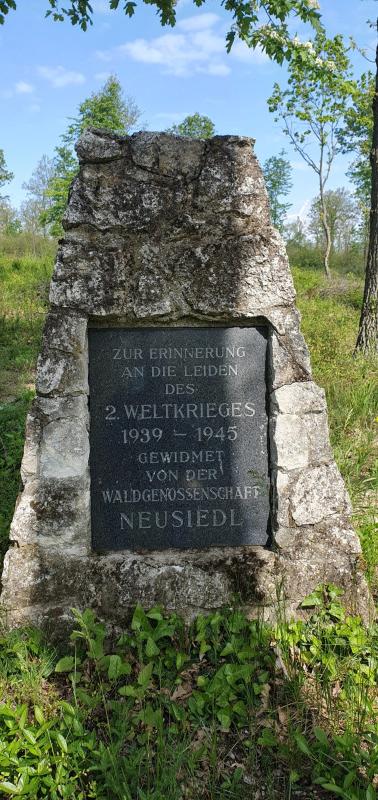 ZUR ERINNERUNG
AN DIE LEIDEN
DES
2. WELTKRIEGES
1939 – 1945
GEWIDMET
VON DER
WALDGENOSSENSCHAFT
NEUSIEDL